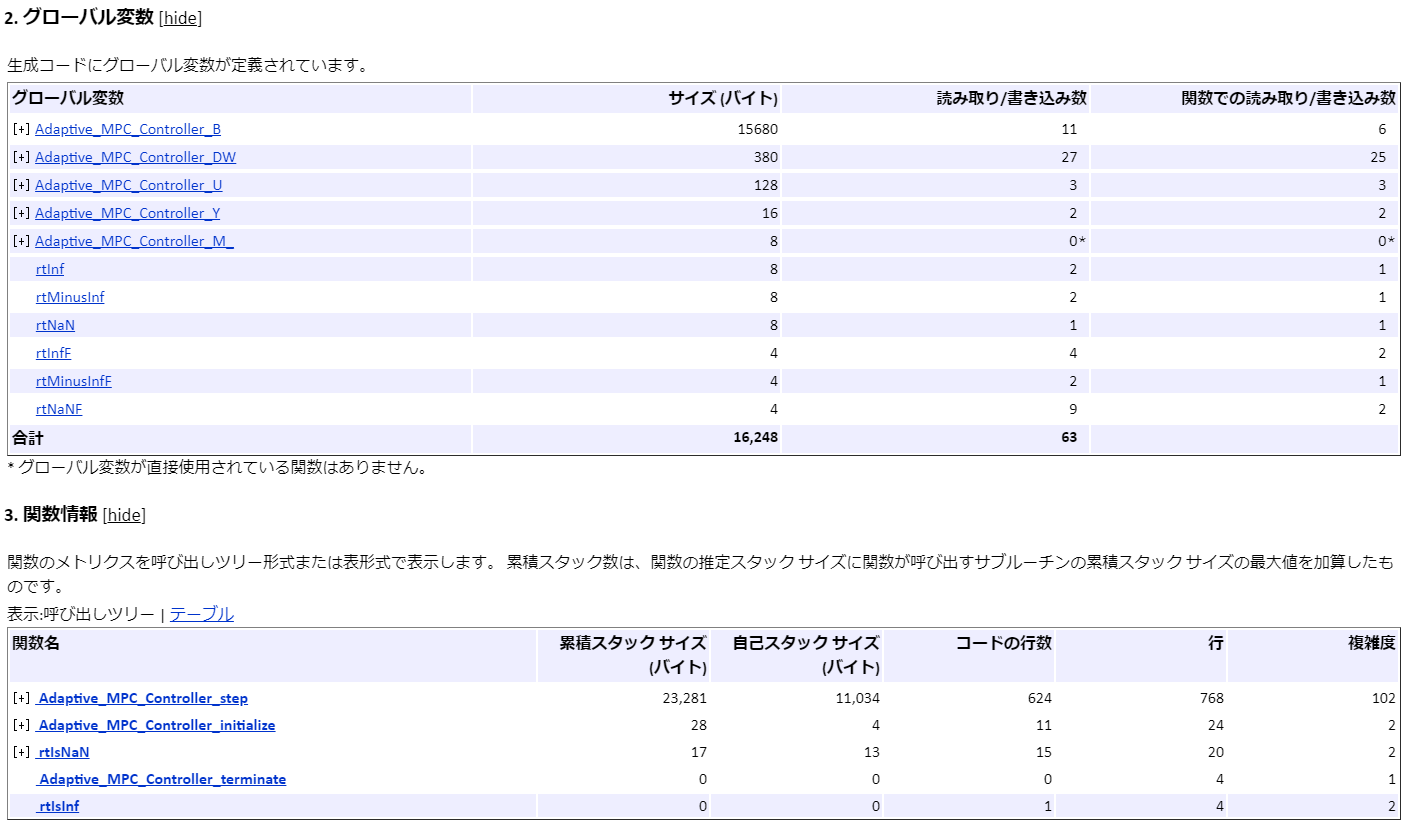 2. グローバル変数 [hide]
生成コードにグローバル変数が定義されています。
グローバル変数 サイズ (バイト) 読み取り/書き込み数 関数での読み取り/書き込み数
[+] Adaptive_MPC_Controller_B 15680 11 6
[+] Adaptive_MPC_Controller_DW 380 27 25
[+] Adaptive_MPC_Controller_U 128 3 3
[+] Adaptive_MPC_Controller_Y 16 2 2
[+] Adaptive_MPC_Controller_M_ 8 0* 0*
rtInf 8 2 1
rtMinusInf 8 2 1
rtNaN 8 1 1
rtInfF 4 4 2
rtMinusInfF 4 2 1
rtNaNF 4 9 2
合計 16,248 63
* グローバル変数が直接使用されている関数はありません。
3. 関数情報 [hide]
関数のメトリクスを呼び出しツリー形式または表形式で表示します。 累積スタック数は、関数の推定スタック サイズに関数が呼び出すサブルーチンの累積スタック サイズの最大値を加算したも
のです。
表示:呼び出しツリー | テーブル
関数名 累積スタック サイズ 自己スタック サイズ コードの行数 行 複雑度
(バイト) (バイト)
[+] Adaptive_MPC_Controller_step 23,281 11,034 624 768 102
[+] Adaptive_MPC_Controller_initialize 28 4 11 24 2
[+] rtIsNaN 17 13 15 20 2
Adaptive_MPC_Controller_terminate 0 0 0 4 1
rtIsInf 0 0 1 4 2